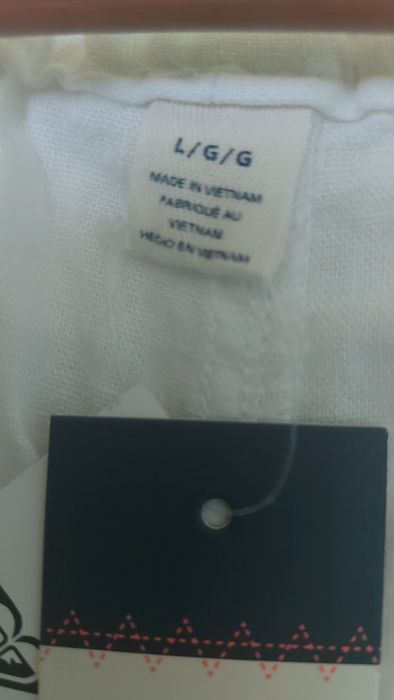 L/G/G
MADE IN VIETNAM
FABRIQUÉ AU
VIETNAM
HECHO EN VIETNAM